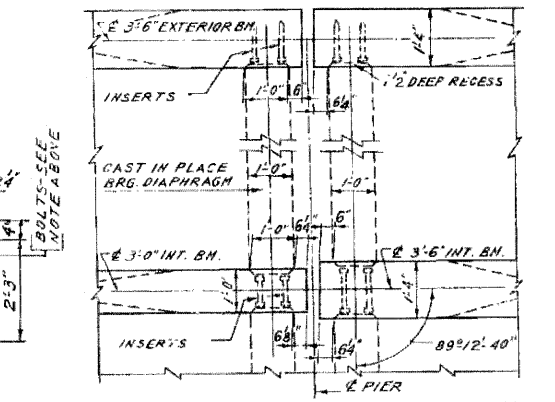 ℄ 3'-6" EXTERIOR BM.
1'-4"
INSERTS
1'-0"
6"
6¼"
1½" DEEP RECESS
BOLTS-SEE
NOTE ABOVE
4"
2'-3"
CAST IN PLACE
BRG. DIAPHRAGM
1'-0"
1'-0"
1'-0"
6¼"
6"
℄ 3'-0" INT. BM.
℄ 3'-6" INT. BM.
1'-0"
1'-4"
INSERTS
6⅛"
6¼"
89°12'-40"
℄ PIER